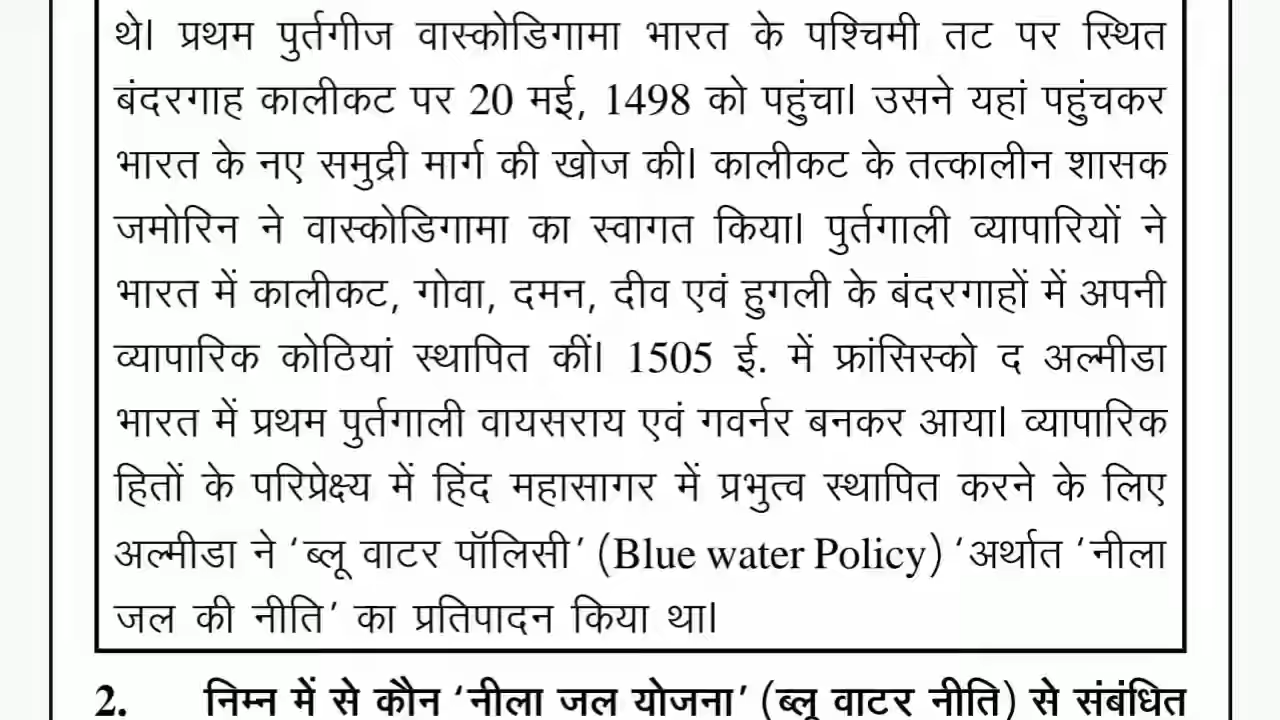 थे। प्रथम पुर्तगीज वास्कोडिगामा भारत के पश्चिमी तट पर स्थित
बंदरगाह कालीकट पर 20 मई, 1498 को पहुंचा। उसने यहां पहुंचकर
भारत के नए समुद्री मार्ग की खोज की। कालीकट के तत्कालीन शासक
जमोरिन ने वास्कोडिगामा का स्वागत किया। पुर्तगाली व्यापारियों ने
भारत में कालीकट, गोवा, दमन, दीव एवं हुगली के बंदरगाहों में अपनी
व्यापारिक कोठियां स्थापित कीं। 1505 ई. में फ्रांसिस्को द अल्मीडा
भारत में प्रथम पुर्तगाली वायसराय एवं गवर्नर बनकर आया। व्यापारिक
हितों के परिप्रेक्ष्य में हिंद महासागर में प्रभुत्व स्थापित करने के लिए
अल्मीडा ने ‘ब्लू वाटर पॉलिसी’ (Blue water Policy) ‘अर्थात ‘नीला
जल की नीति’ का प्रतिपादन किया था।
2. निम्न में से कौन ‘नीला जल योजना’ (ब्लू वाटर नीति) से संबंधित